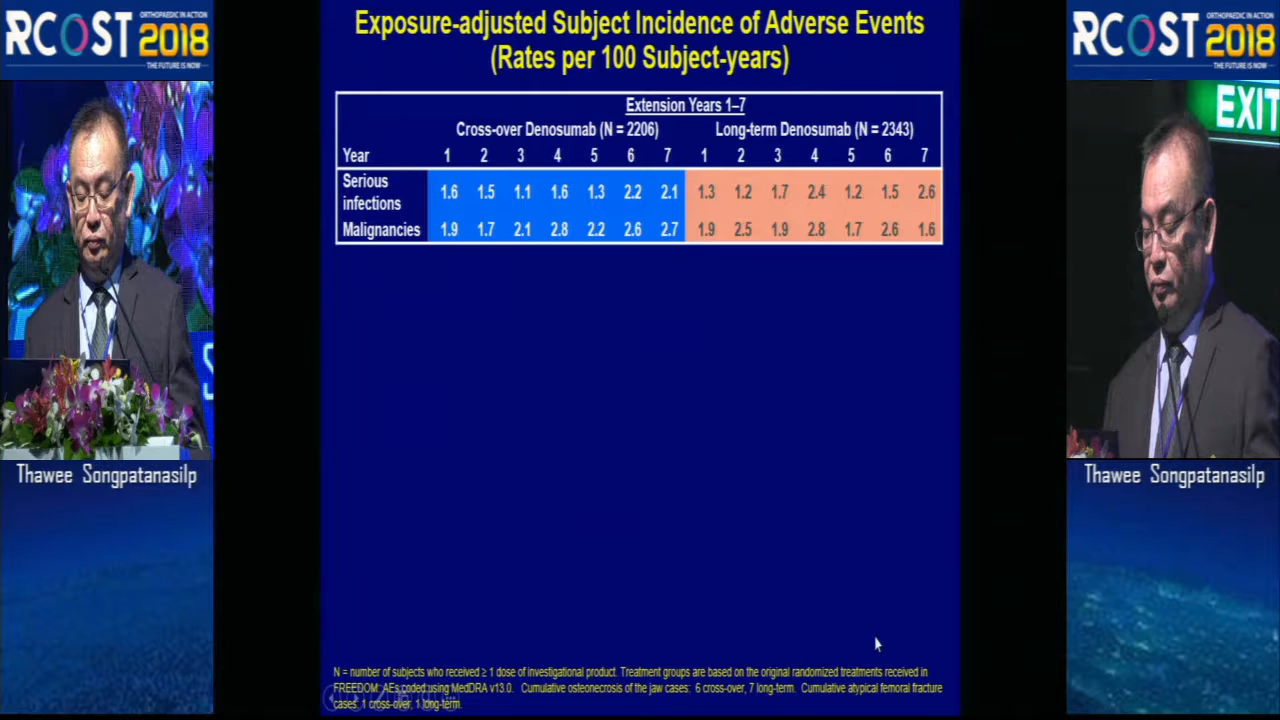 RCOST 2018
ORTHOPAEDIC IN ACTION
THE FUTURE IS NOW
Thawee Songpatanasilp
Exposure-adjusted Subject Incidence of Adverse Events
(Rates per 100 Subject-years)
Extension Years 1–7
Cross-over Denosumab (N = 2206) Long-term Denosumab (N = 2343)
Year 1 2 3 4 5 6 7 1 2 3 4 5 6 7
Serious infections 1.6 1.5 1.1 1.6 1.3 2.2 2.1 1.3 1.2 1.7 2.4 1.2 1.5 2.6
Malignancies 1.9 1.7 2.1 2.8 2.2 2.6 2.7 1.9 2.5 1.9 2.8 1.7 2.6 1.6
N = number of subjects who received ≥ 1 dose of investigational product. Treatment groups are based on the original randomized treatments received in
FREEDOM. AEs coded using MedDRA v13.0. Cumulative osteonecrosis of the jaw cases: 6 cross-over, 7 long-term. Cumulative atypical femoral fracture
cases: 1 cross-over, 1 long-term.
RCOST 2018
ORTHOPAEDIC IN ACTION
THE FUTURE IS NOW
EXIT
Thawee Songpatanasilp